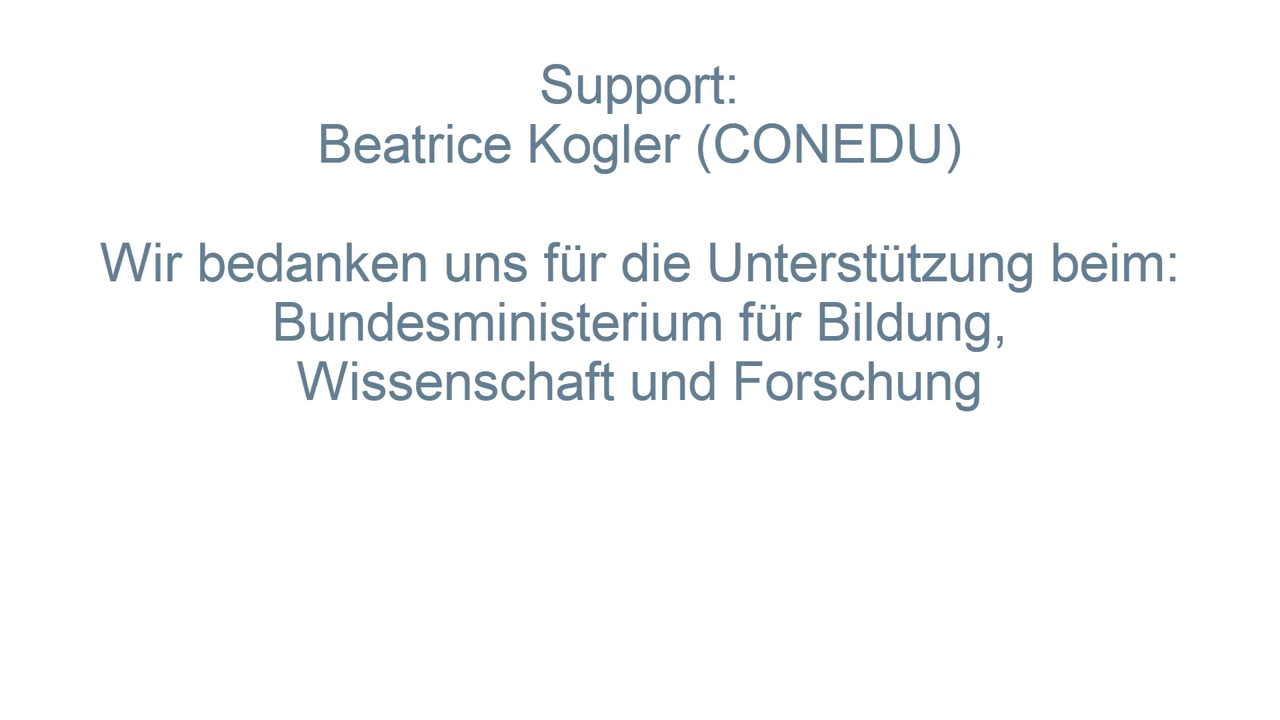 Support:
Beatrice Kogler (CONEDU)
Wir bedanken uns für die Unterstützung beim:
Bundesministerium für Bildung,
Wissenschaft und Forschung